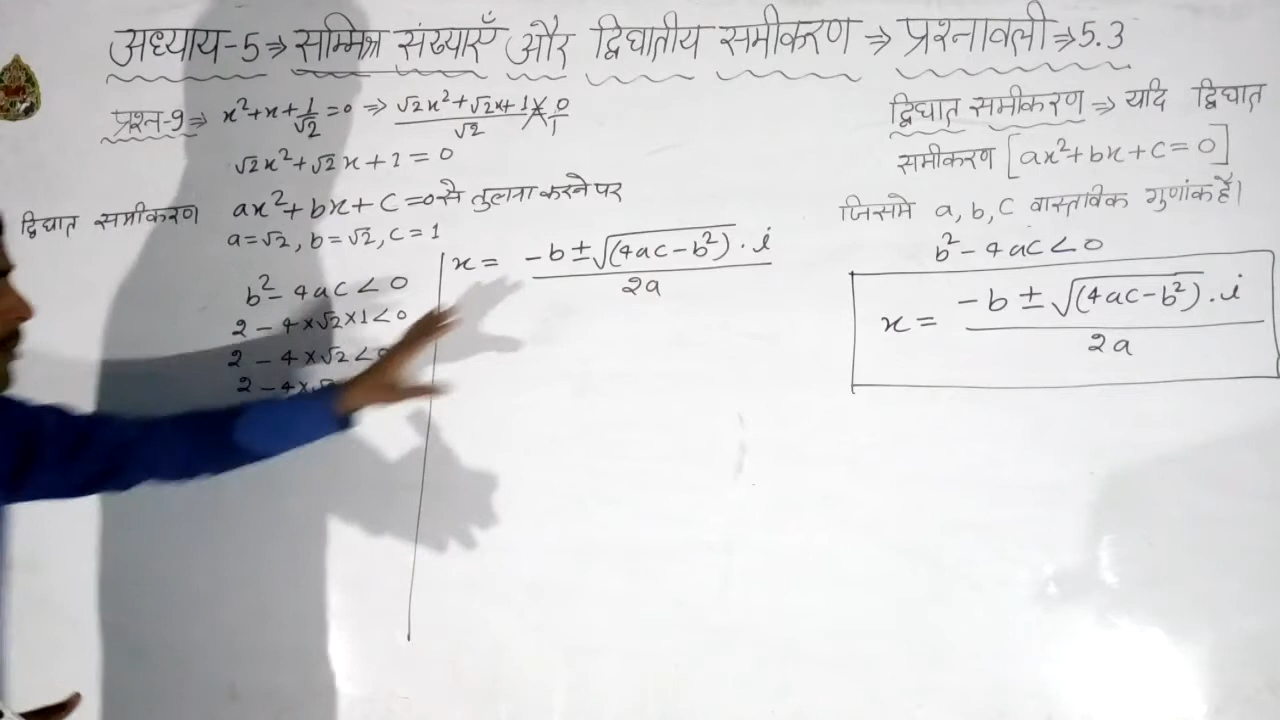 अध्याय-5⇒ सम्मिश्र संख्याएँ और द्विघातीय समीकरण ⇒ प्रश्नावली⇒5.3
प्रश्न-9⇒ x²+x+1/√2=0 ⇒ (√2x²+√2x+1)/√2 = 0/1
√2x²+√2x+1=0
द्विघात समीकरण ax²+bx+c=0से तुलना करने पर
a=√2, b=√2, c=1
b²-4ac<0
2-4×√2×1<0
2-4×√2<0
2-4×
x= (-b±√(4ac-b²).i)/2a
द्विघात समीकरण ⇒ यदि द्विघात
समीकरण [ax²+bx+c=0]
जिसमे a,b,c वास्तविक गुणांक हैं।
b²-4ac<0
x= (-b±√(4ac-b²).i)/2a